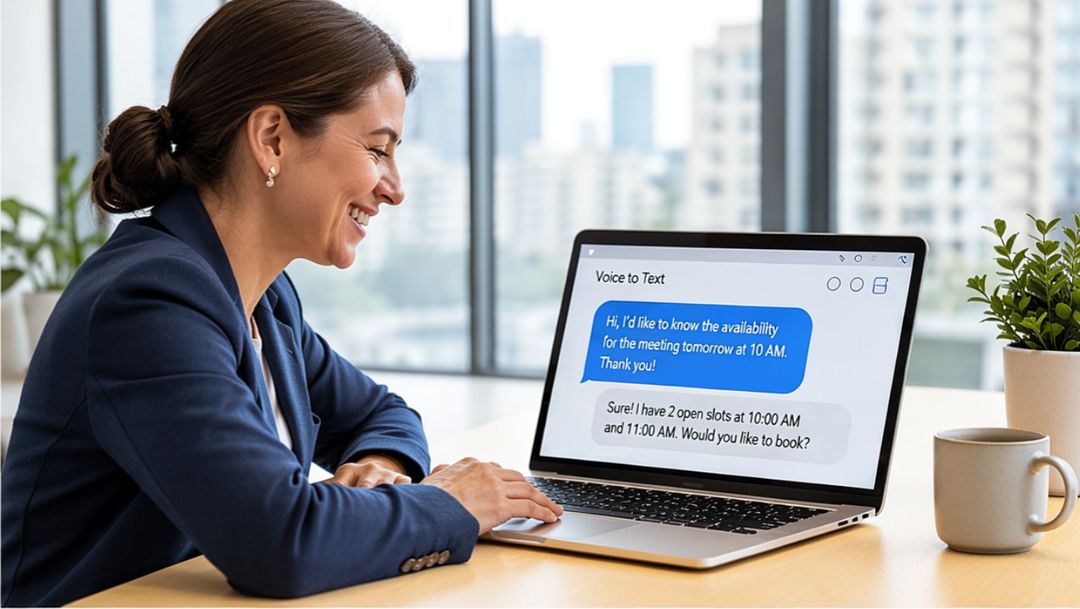 Voice to Text
Hi, I'd like to know the availability
for the meeting tomorrow at 10 AM.
Thank you!
Sure! I have 2 open slots at 10:00 AM
and 11:00 AM. Would you like to book?